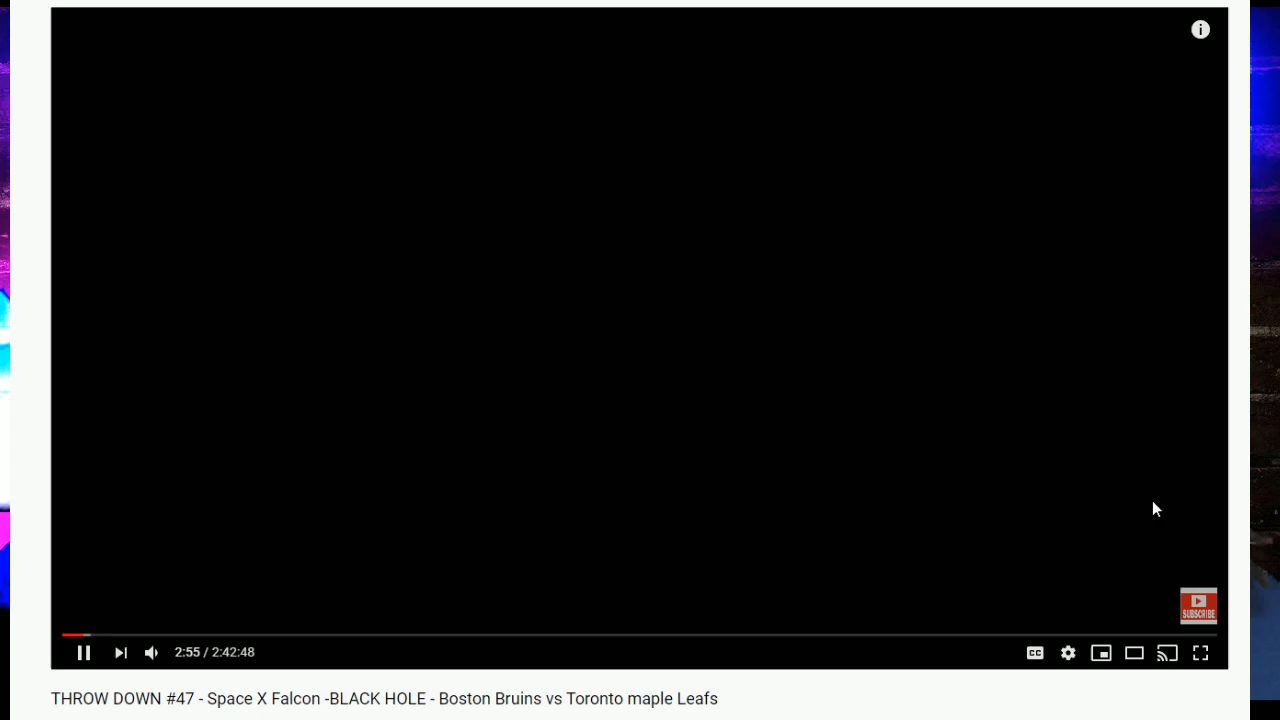 i
SUBSCRIBE
2:55 / 2:42:48
CC
THROW DOWN #47 - Space X Falcon -BLACK HOLE - Boston Bruins vs Toronto maple Leafs